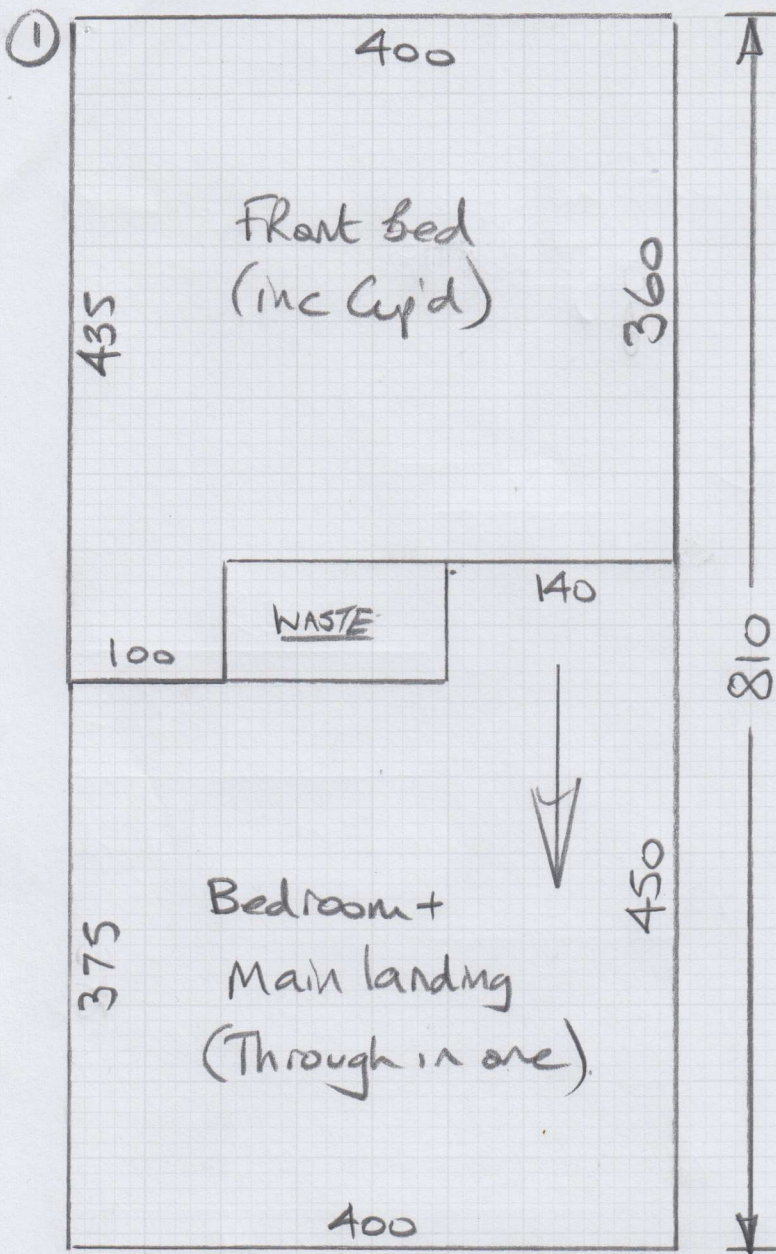 1
400
Front bed
(inc Cup'd)
435
360
WASTE
140
100
810
Bedroom +
Main landing
(Through in one).
375
450
400